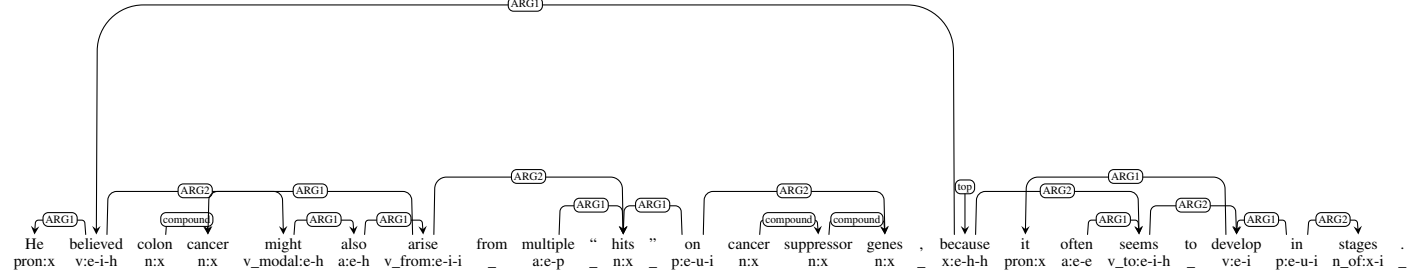 ARG1
top
ARG2 ARG1 ARG2 ARG2 ARG2 ARG1
ARG1 compound ARG1 ARG1 ARG1 ARG1 compound compound ARG1 ARG2 ARG1 ARG2
He believed colon cancer might also arise from multiple “ hits ” on cancer suppressor genes , because it often seems to develop in stages .
pron:x v:e-i-h n:x n:x v_modal:e-h a:e-h v_from:e-i-i _ a:e-p _ n:x _ p:e-u-i n:x n:x n:x _ x:e-h-h pron:x a:e-e v_to:e-i-h _ v:e-i p:e-u-i n_of:x-i _